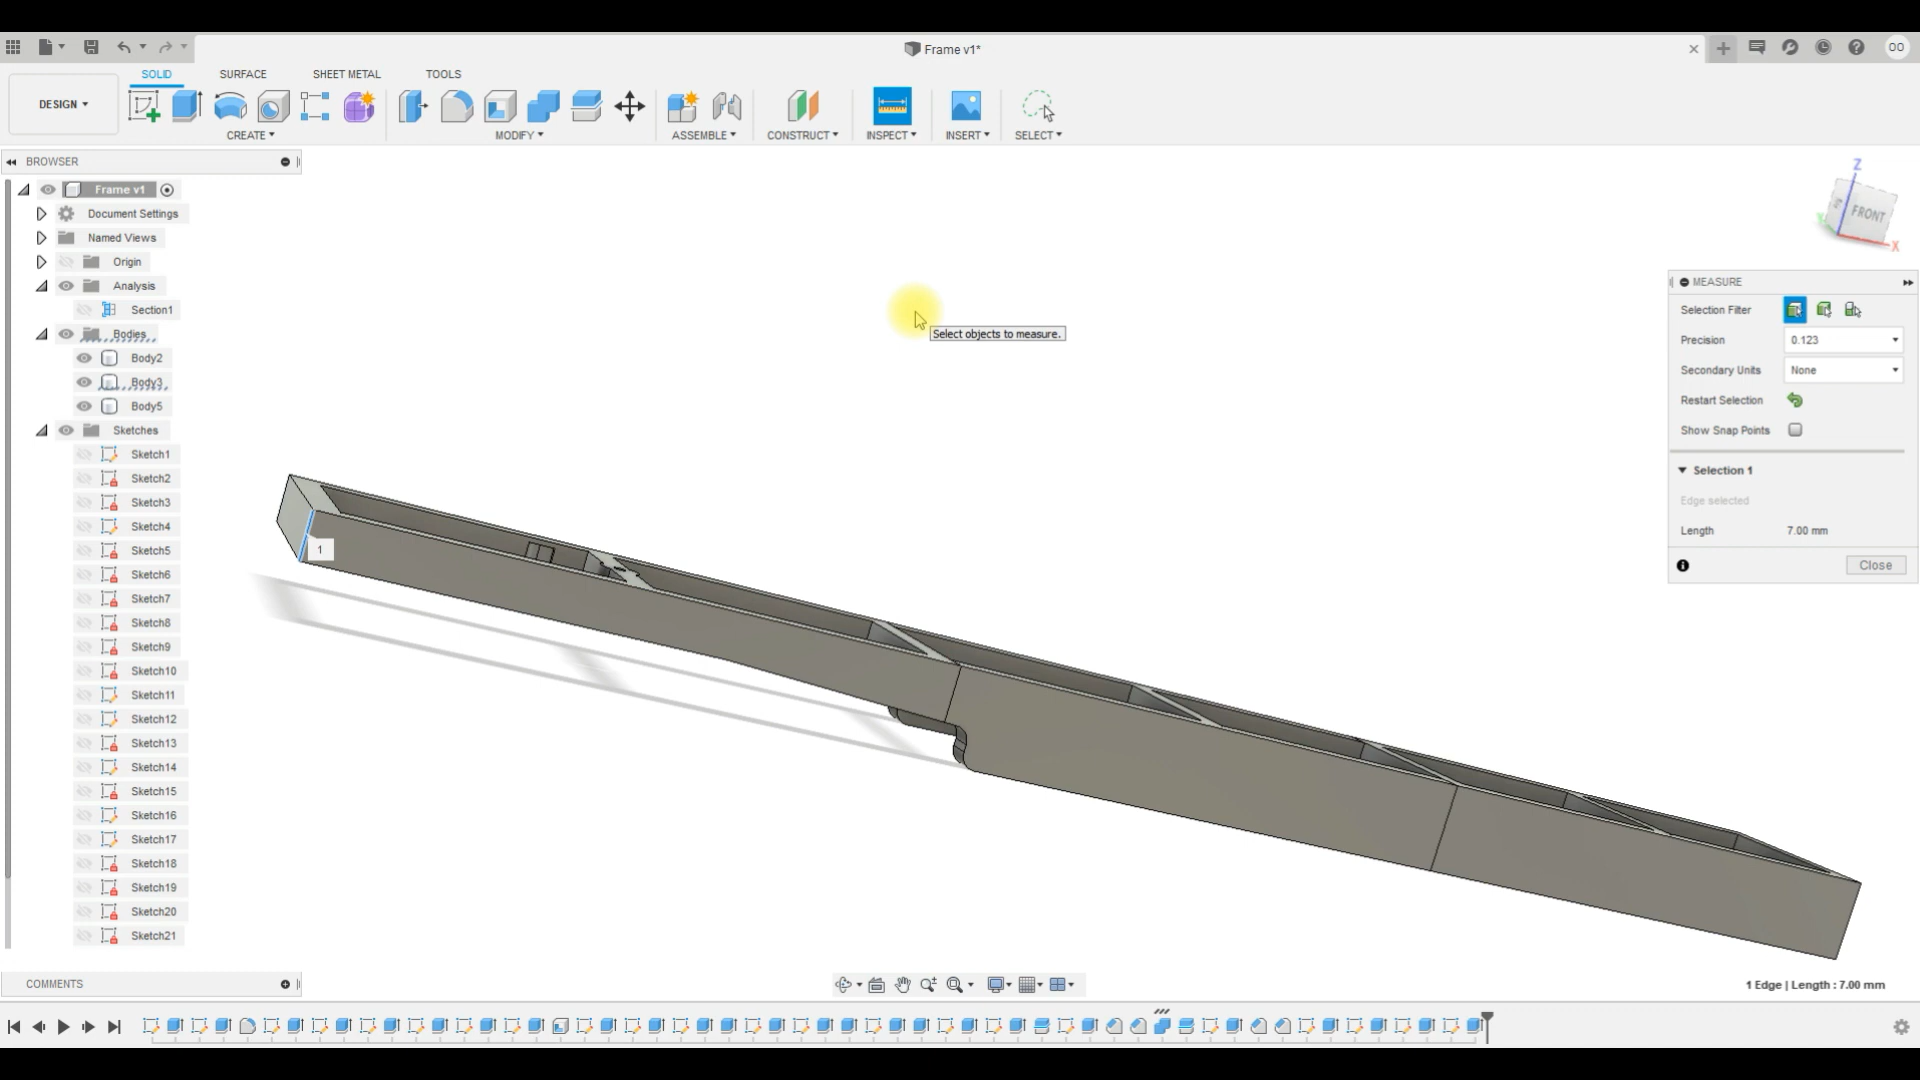 Frame v1*
OO
SOLID
SURFACE
SHEET METAL
TOOLS
DESIGN
CREATE
MODIFY
ASSEMBLE
CONSTRUCT
INSPECT
INSERT
SELECT
BROWSER
Frame v1
Document Settings
Named Views
Origin
Analysis
Section1
Bodies
Body2
Body3
Body5
Sketches
Sketch1
Sketch2
Sketch3
Sketch4
Sketch5
Sketch6
Sketch7
Sketch8
Sketch9
Sketch10
Sketch11
Sketch12
Sketch13
Sketch14
Sketch15
Sketch16
Sketch17
Sketch18
Sketch19
Sketch20
Sketch21
Select objects to measure.
1
Z
FRONT
X
MEASURE
Selection Filter
Precision 0.123
Secondary Units None
Restart Selection
Show Snap Points
Selection 1
Edge selected
Length 7.00 mm
Close
COMMENTS
1 Edge | Length : 7.00 mm